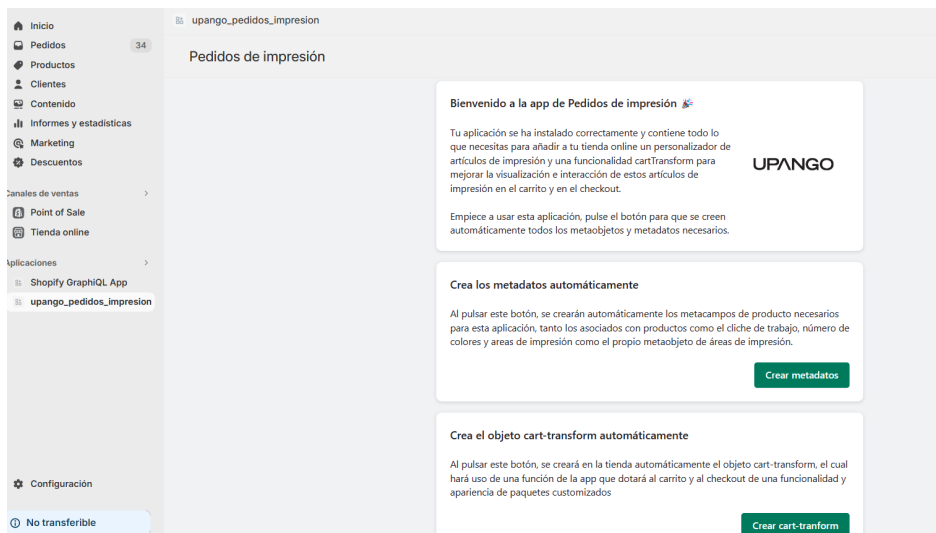 Inicio
Pedidos 34
Productos
Clientes
Contenido
Informes y estadísticas
Marketing
Descuentos
Canales de ventas
Point of Sale
Tienda online
Aplicaciones
Shopify GraphiQL App
upango_pedidos_impresion
Configuración
No transferible
upango_pedidos_impresion
Pedidos de impresión
Bienvenido a la app de Pedidos de impresión 🎉
Tu aplicación se ha instalado correctamente y contiene todo lo
que necesitas para añadir a tu tienda online un personalizador de
artículos de impresión y una funcionalidad cartTransform para
mejorar la visualización e interacción de estos artículos de
impresión en el carrito y en el checkout.
Empiece a usar esta aplicación, pulse el botón para que se creen
automáticamente todos los metaobjetos y metadatos necesarios.
UPANGO
Crea los metadatos automáticamente
Al pulsar este botón, se crearán automáticamente los metacampos de producto necesarios
para esta aplicación, tanto los asociados con productos como el cliche de trabajo, número de
colores y areas de impresión como el propio metaobjeto de áreas de impresión.
Crear metadatos
Crea el objeto cart-transform automáticamente
Al pulsar este botón, se creará en la tienda automáticamente el objeto cart-transform, el cual
hará uso de una función de la app que dotará al carrito y al checkout de una funcionalidad y
apariencia de paquetes customizados
Crear cart-tranform